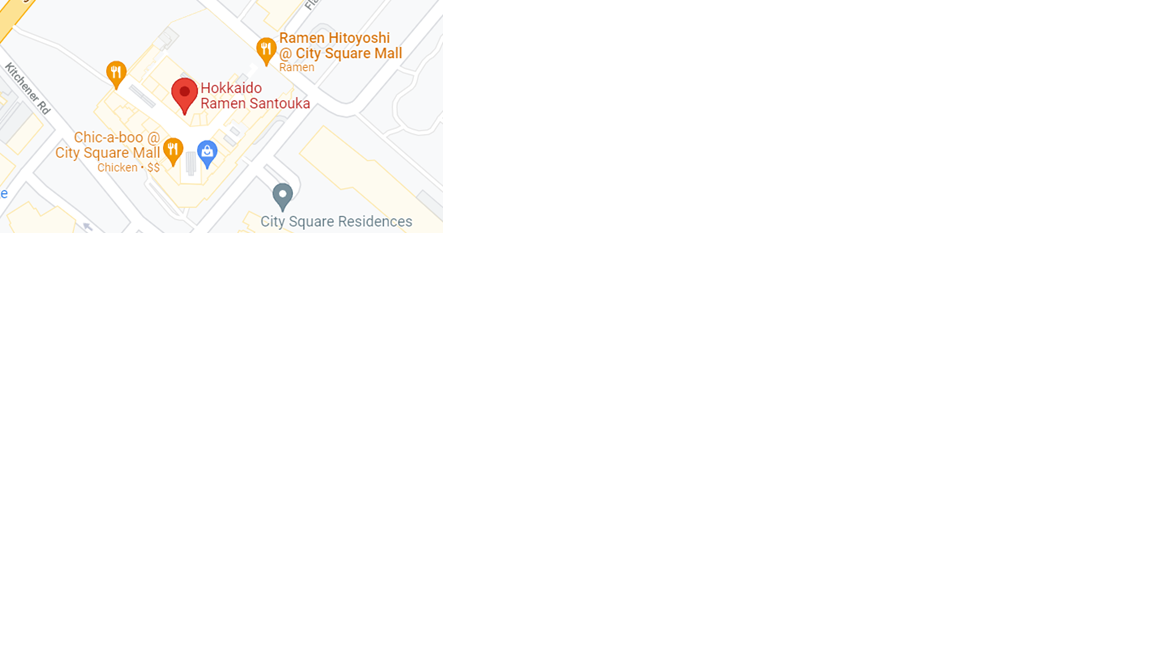 Ramen Hitoyoshi
@ City Square Mall
Ramen
Kitchener Rd
Hokkaido
Ramen Santouka
Chic-a-boo @
City Square Mall
Chicken • $$
City Square Residences